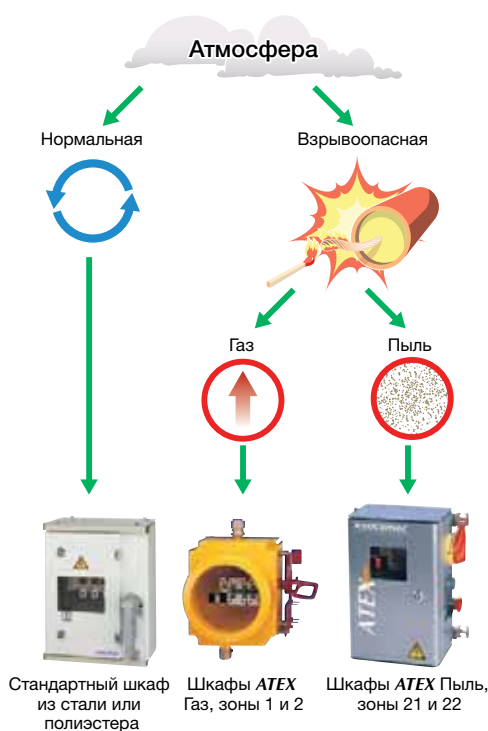 Атмосфера
Нормальная
Взрывоопасная
Газ
Пыль
ATEX
Стандартный шкаф
из стали или
полиэстера
Шкафы ATEX
Газ, зоны 1 и 2
Шкафы ATEX Пыль,
зоны 21 и 22